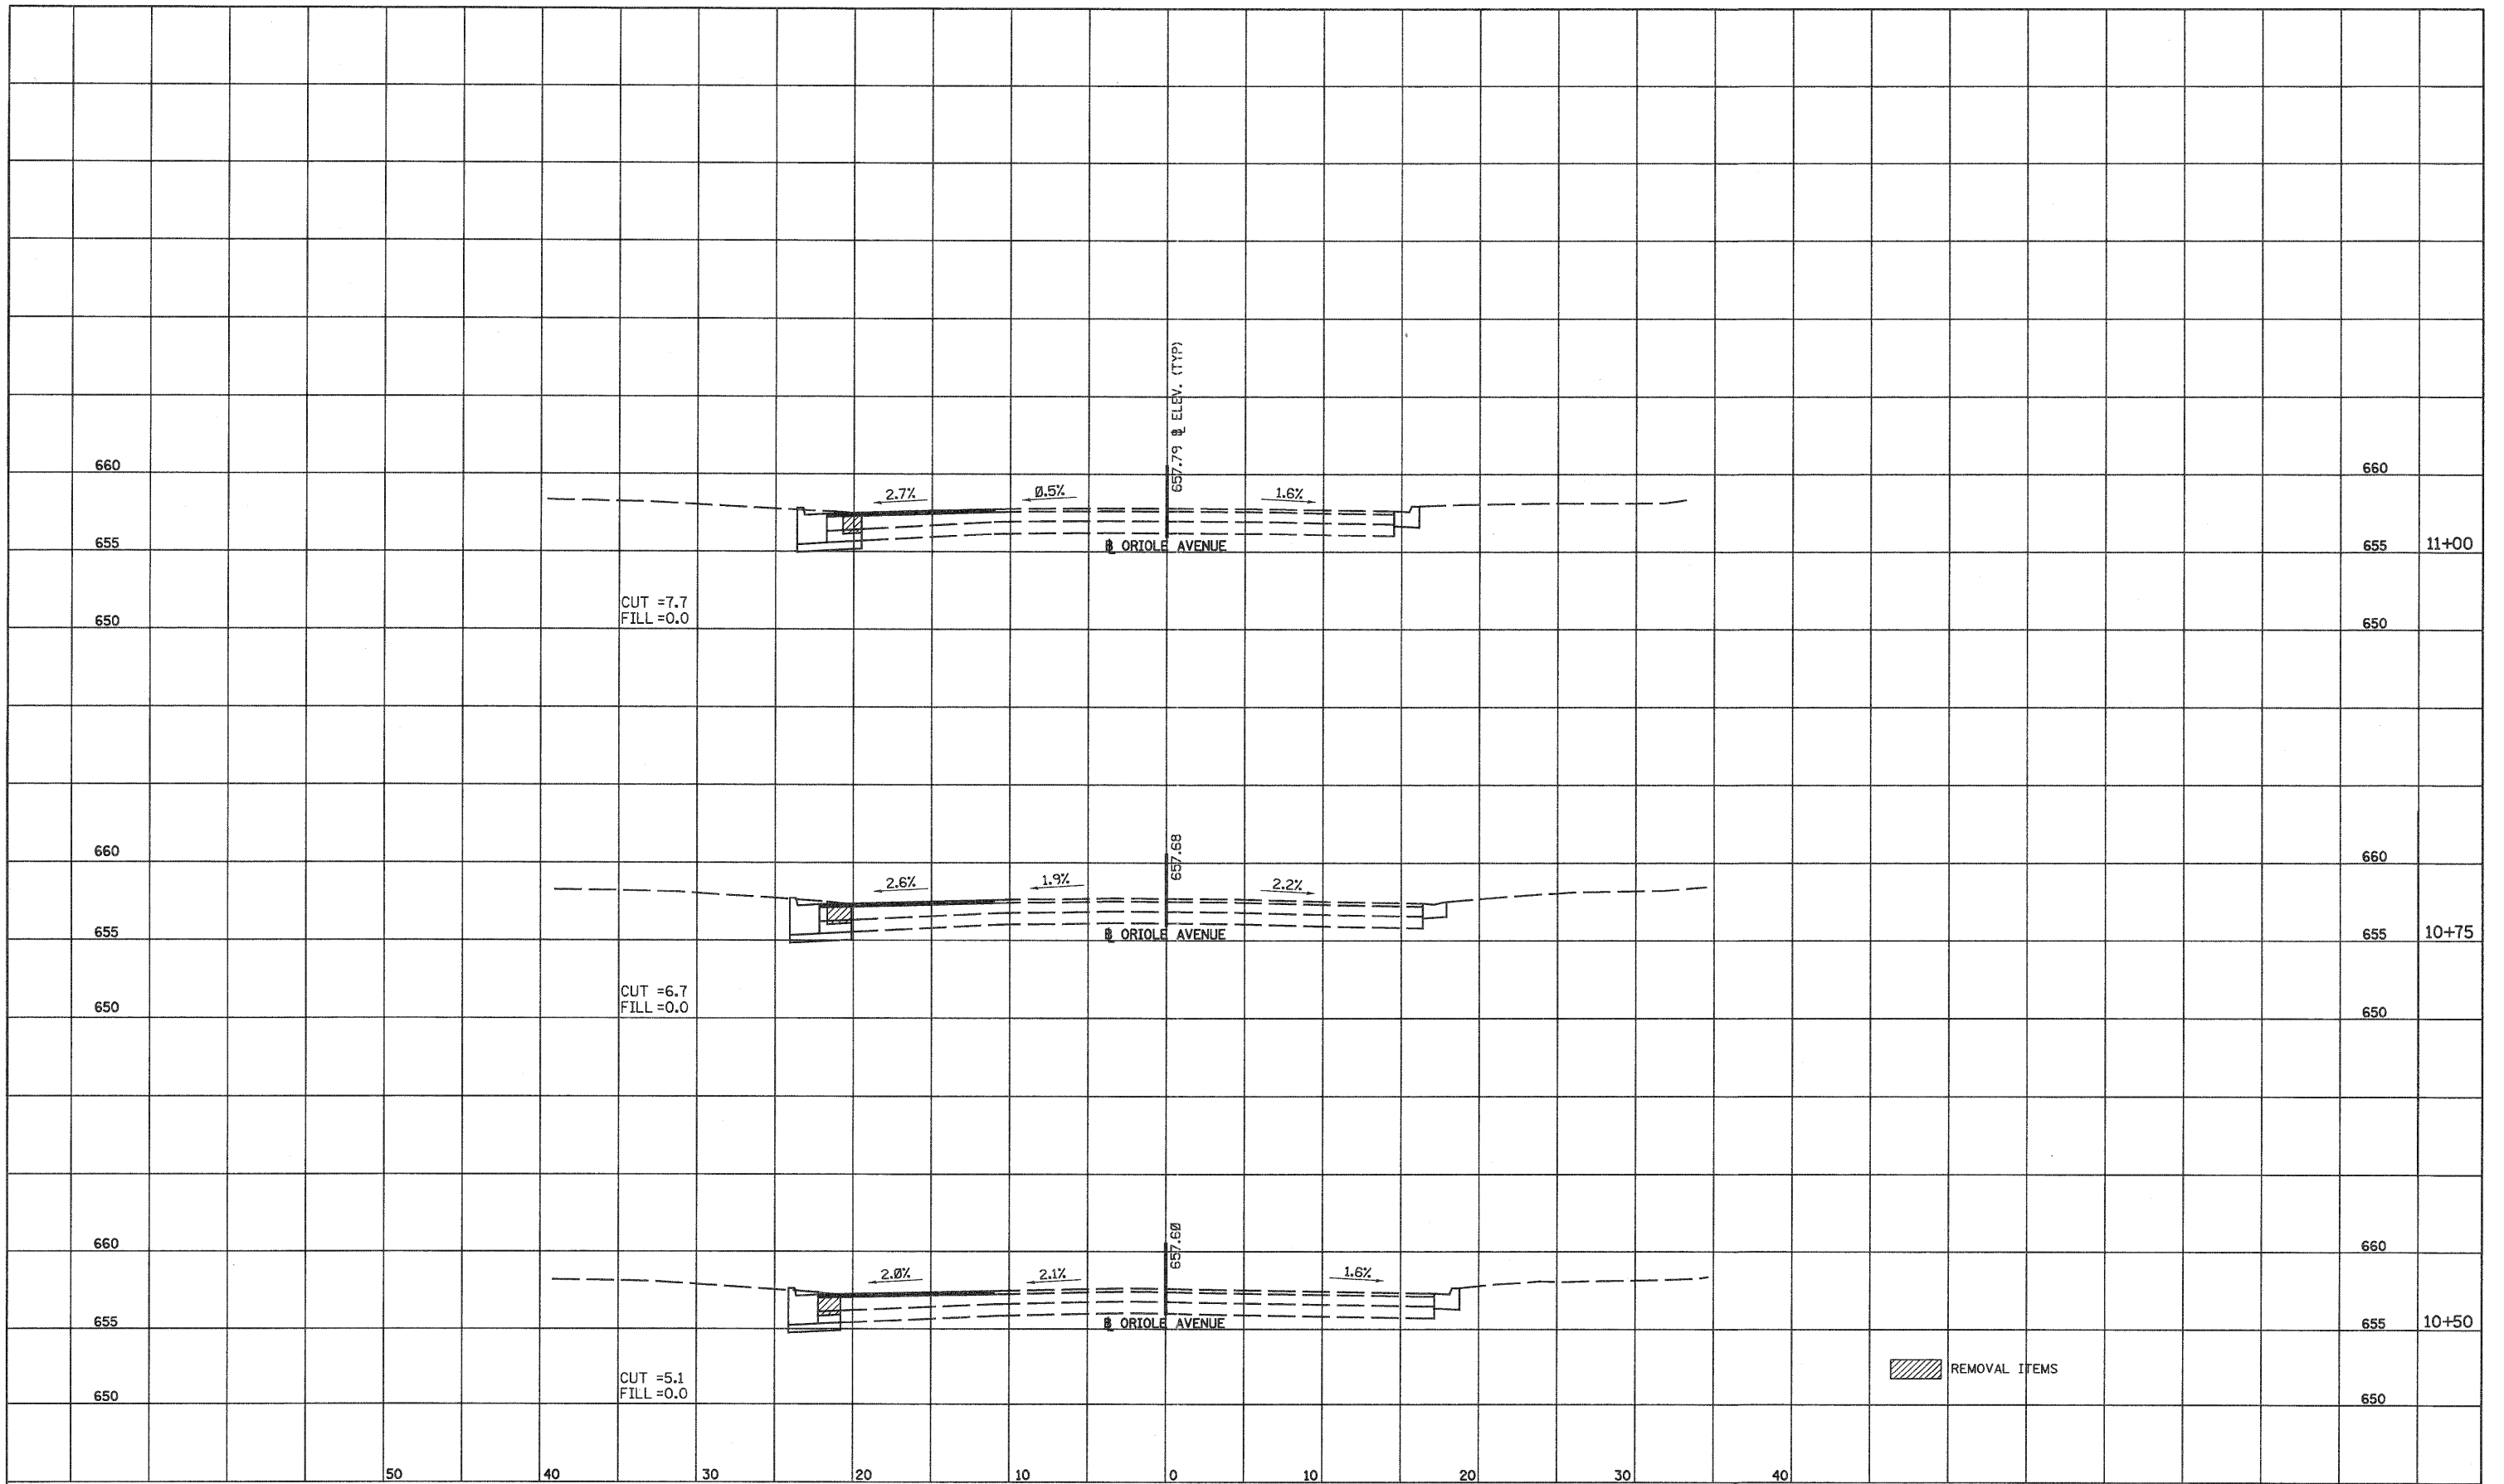 657.79 ⅊ ELEV. (TYP)
660 660
2.7% 0.5% 1.6%
655 ⅊ ORIOLE AVENUE 655 11+00
CUT =7.7
FILL =0.0
650 650
657.68
660 660
2.6% 1.9% 2.2%
655 ⅊ ORIOLE AVENUE 655 10+75
CUT =6.7
FILL =0.0
650 650
657.60
660 660
2.0% 2.1% 1.6%
655 ⅊ ORIOLE AVENUE 655 10+50
REMOVAL ITEMS
CUT =5.1
FILL =0.0
650 650
50 40 30 20 10 0 10 20 30 40